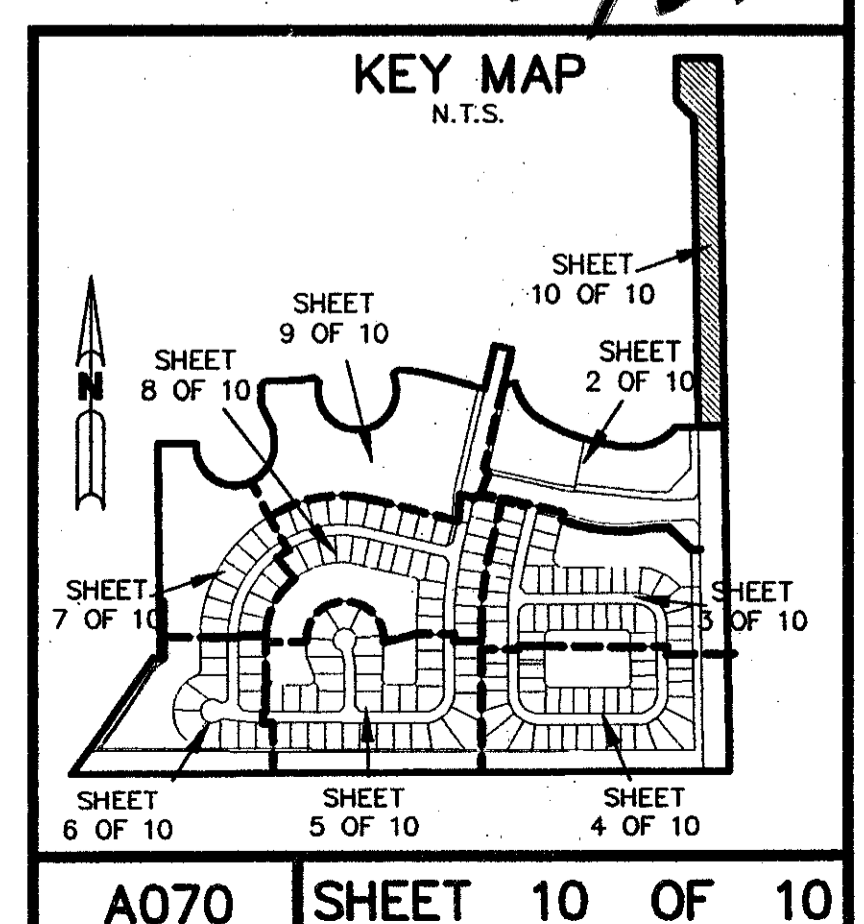 KEY MAP
N.T.S.
SHEET
10 OF 10
SHEET
9 OF 10
SHEET
2 OF 10
SHEET
8 OF 10
N
SHEET
7 OF 10
SHEET
3 OF 10
SHEET
6 OF 10
SHEET
5 OF 10
SHEET
4 OF 10
A070
SHEET 10 OF 10